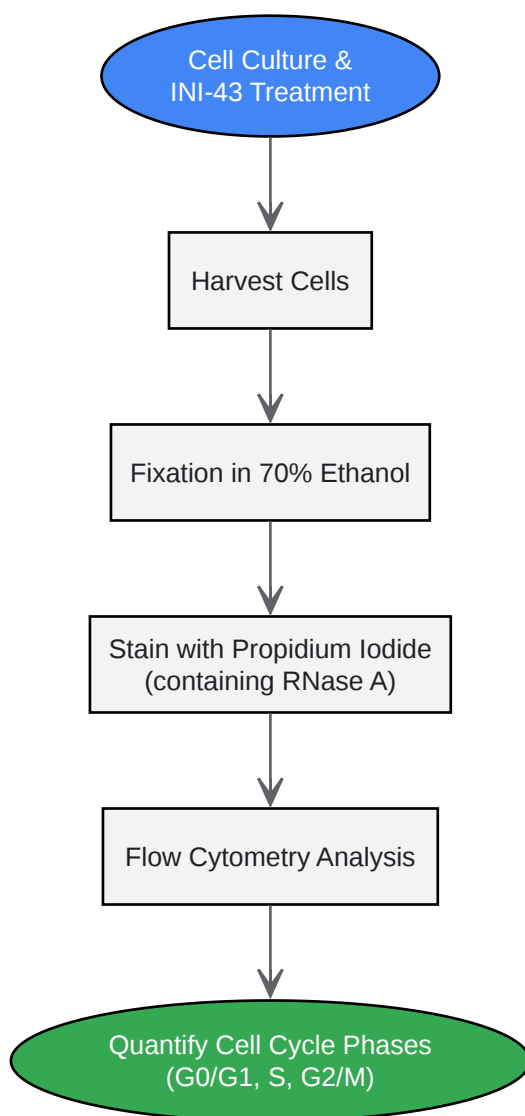 Cell Culture &
INI-43 Treatment
Harvest Cells
Fixation in 70% Ethanol
Stain with Propidium Iodide
(containing RNase A)
Flow Cytometry Analysis
Quantify Cell Cycle Phases
(G0/G1, S, G2/M)